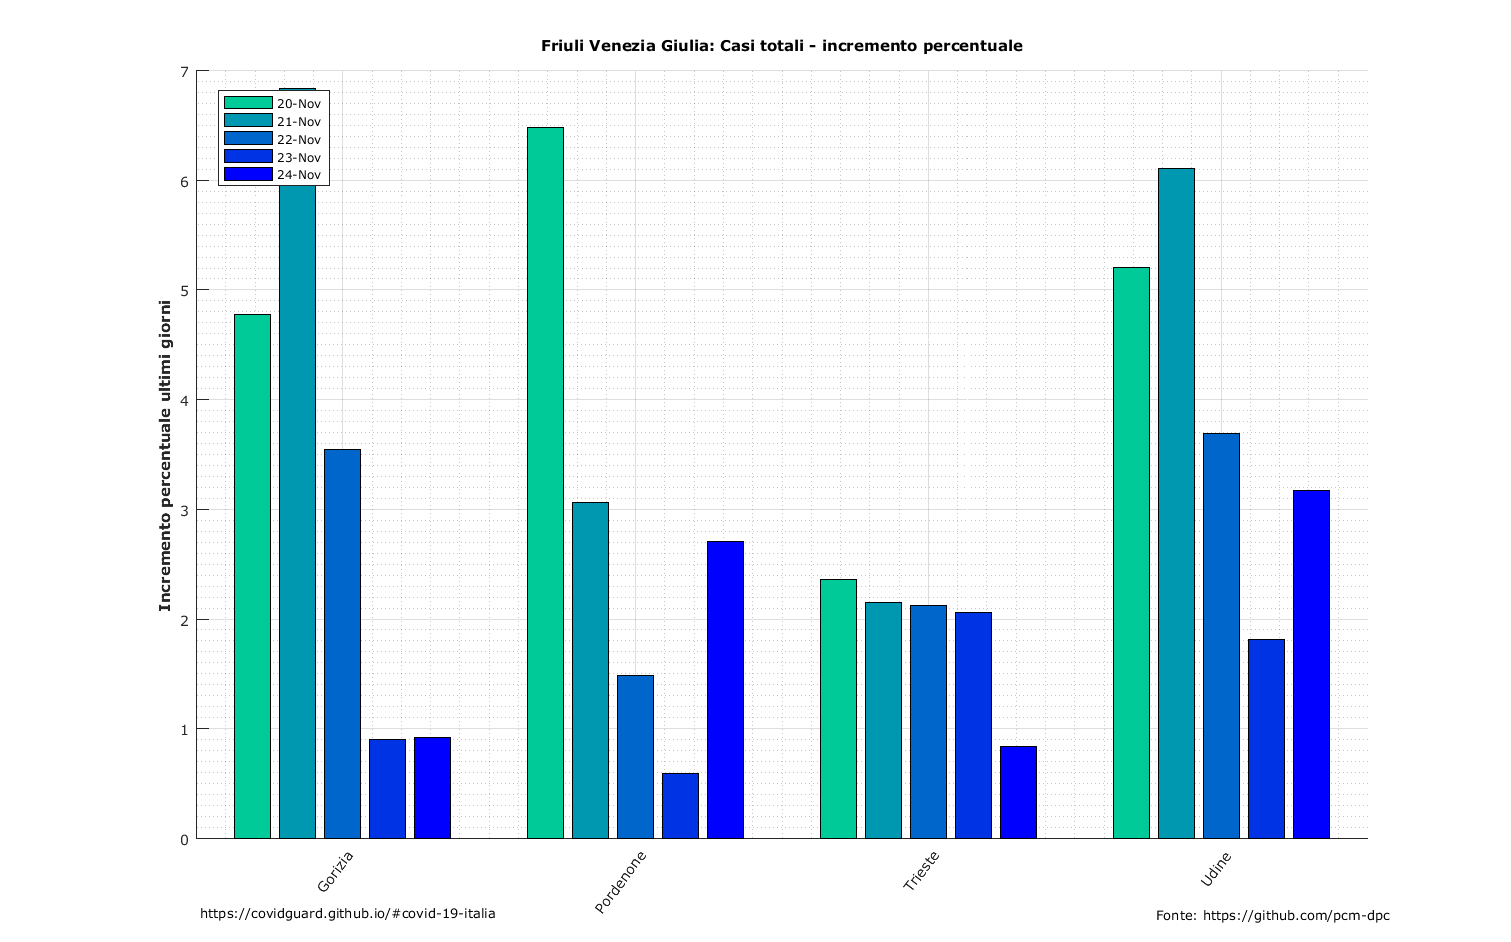 Friuli Venezia Giulia: Casi totali - incremento percentuale
Incremento percentuale ultimi giorni
7
6
5
4
3
2
1
0
20-Nov
21-Nov
22-Nov
23-Nov
24-Nov
Gorizia
Pordenone
Trieste
Udine
https://covidguard.github.io/#covid-19-italia
Fonte: https://github.com/pcm-dpc